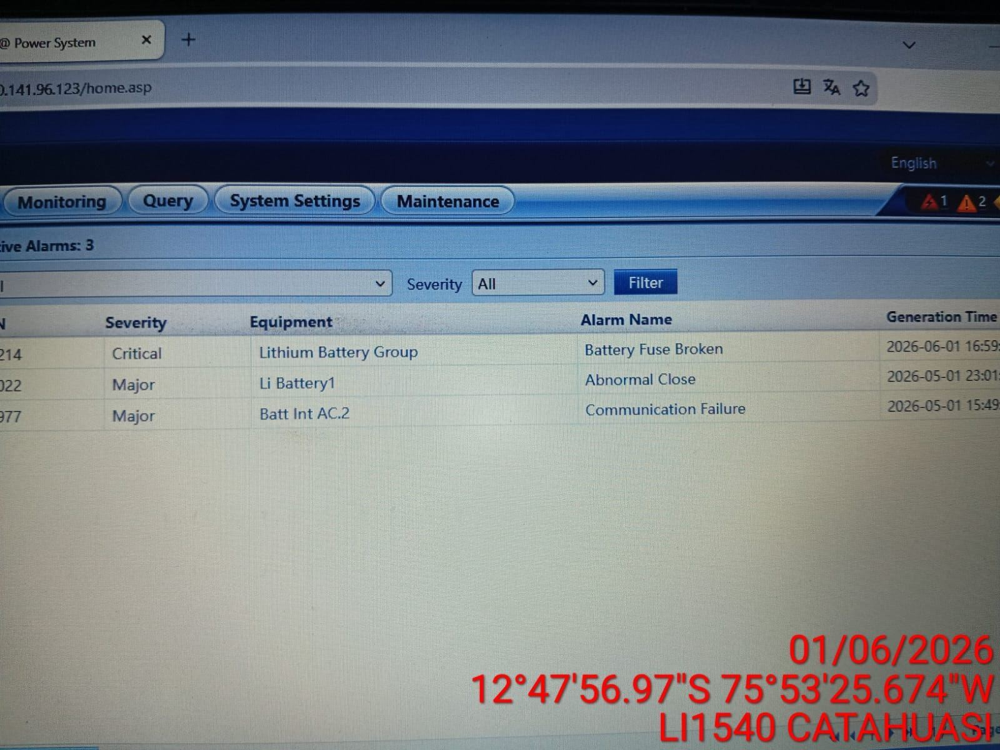 @ Power System
.141.96.123/home.asp
English
Monitoring Query System Settings Maintenance 1 2
ive Alarms: 3
Severity All Filter
Severity Equipment Alarm Name Generation Time
214 Critical Lithium Battery Group Battery Fuse Broken 2026-06-01 16:59:
022 Major Li Battery1 Abnormal Close 2026-05-01 23:01:
977 Major Batt Int AC.2 Communication Failure 2026-05-01 15:49:
01/06/2026
12°47'56.97"S 75°53'25.674"W
LI1540 CATAHUASI